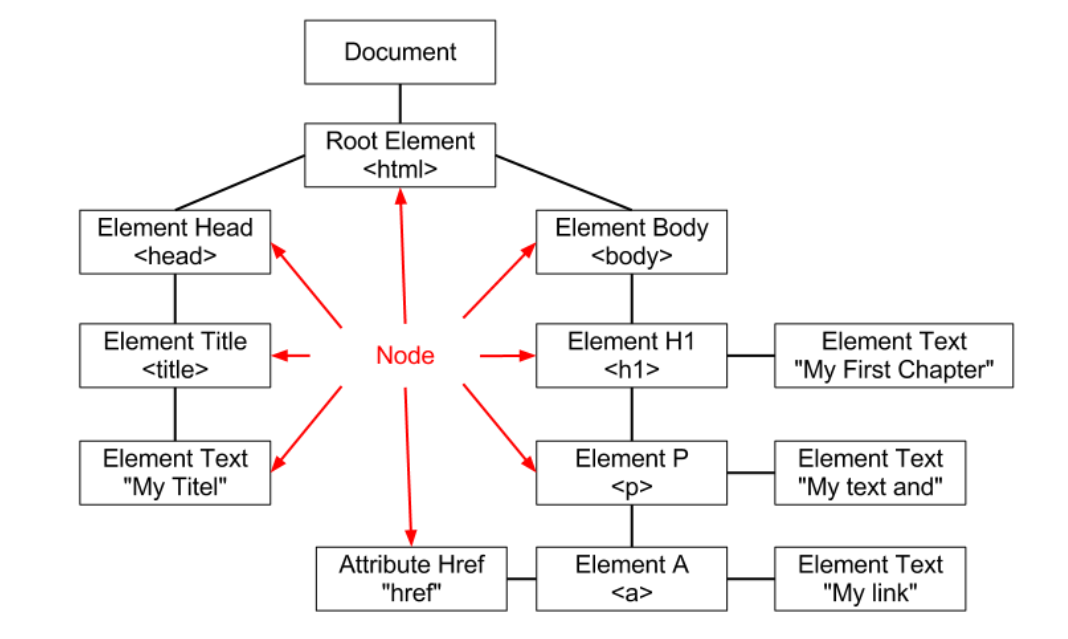 Document
Root Element
<html>
Element Head
<head>
Element Body
<body>
Element Title
<title>
Node
Element H1
<h1>
Element Text
"My First Chapter"
Element Text
"My Titel"
Element P
<p>
Element Text
"My text and"
Attribute Href
"href"
Element A
<a>
Element Text
"My link"